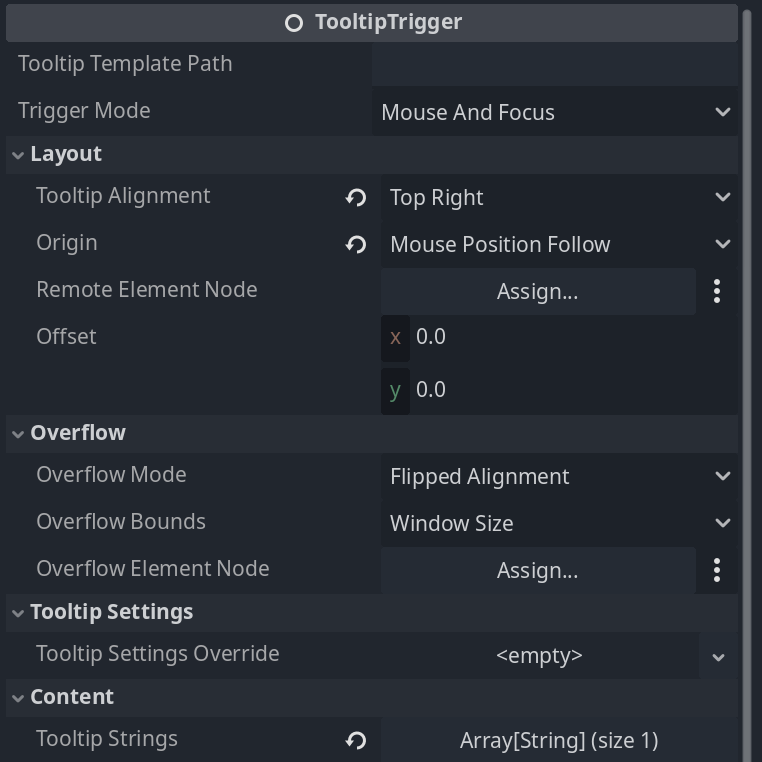 TooltipTrigger
Tooltip Template Path
Trigger Mode Mouse And Focus
Layout
Tooltip Alignment Top Right
Origin Mouse Position Follow
Remote Element Node Assign...
Offset x 0.0
y 0.0
Overflow
Overflow Mode Flipped Alignment
Overflow Bounds Window Size
Overflow Element Node Assign...
Tooltip Settings
Tooltip Settings Override <empty>
Content
Tooltip Strings Array[String] (size 1)